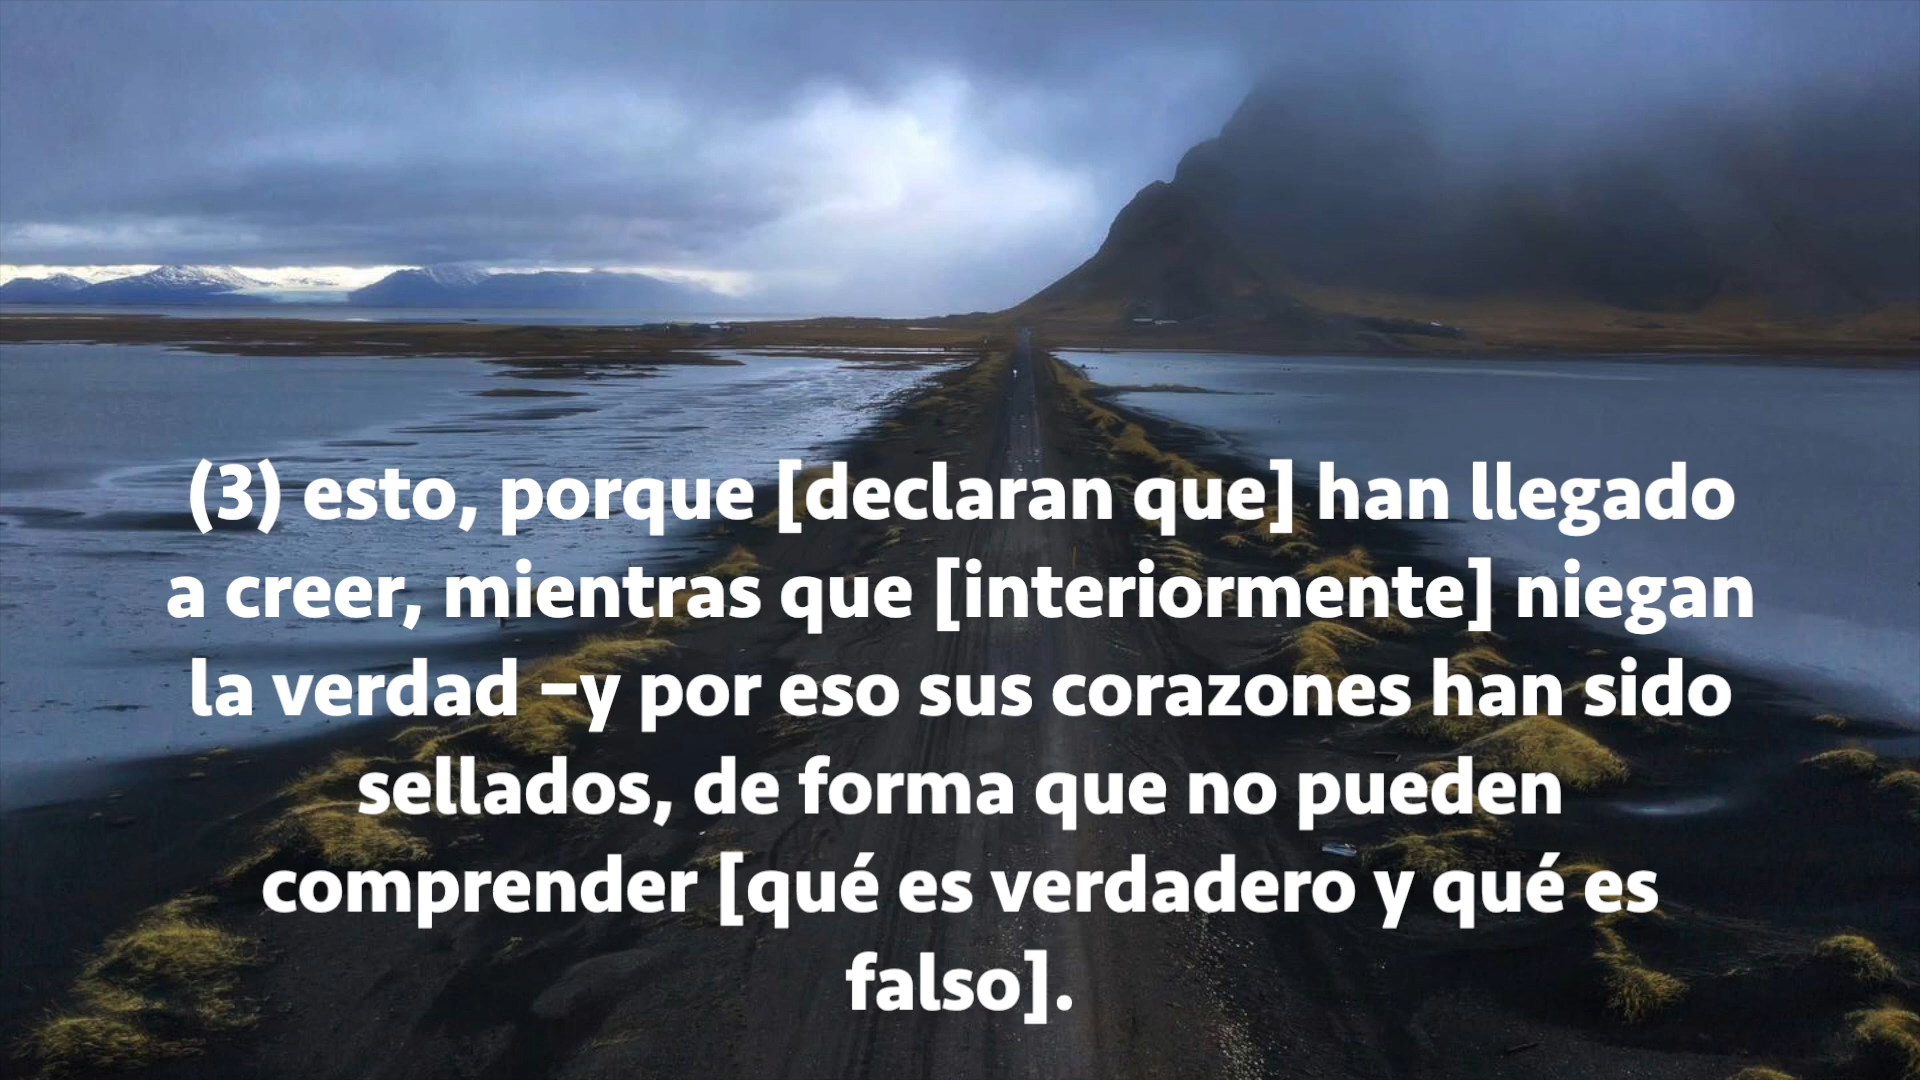 (3) esto, porque [declaran que] han llegado
a creer, mientras que [interiormente] niegan
la verdad –y por eso sus corazones han sido
sellados, de forma que no pueden
comprender [qué es verdadero y qué es
falso].